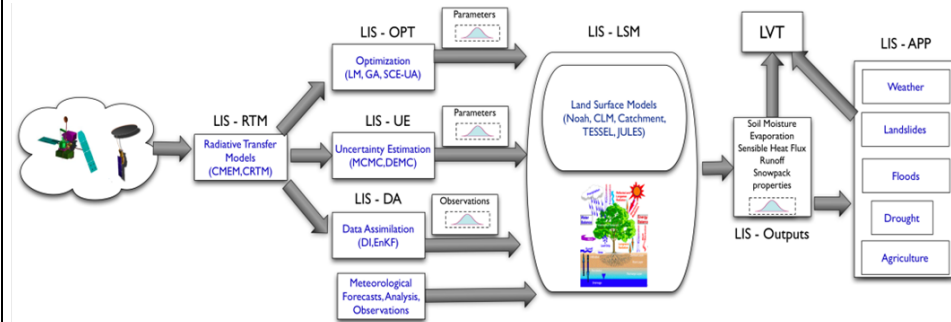 LIS - RTM
Radiative Transfer
Models
(CMEM,CRTM)
LIS - OPT
Optimization
(LM, GA, SCE-UA)
Parameters
LIS - UE
Uncertainty Estimation
(MCMC,DEMC)
Parameters
LIS - DA
Data Assimilation
(DI,EnKF)
Observations
Meteorological
Forecasts, Analysis,
Observations
LIS - LSM
Land Surface Models
(Noah, CLM, Catchment,
TESSEL, JULES)
LVT
Soil Moisture
Evaporation
Sensible Heat Flux
Runoff
Snowpack
properties
LIS - Outputs
LIS - APP
Weather
Landslides
Floods
Drought
Agriculture